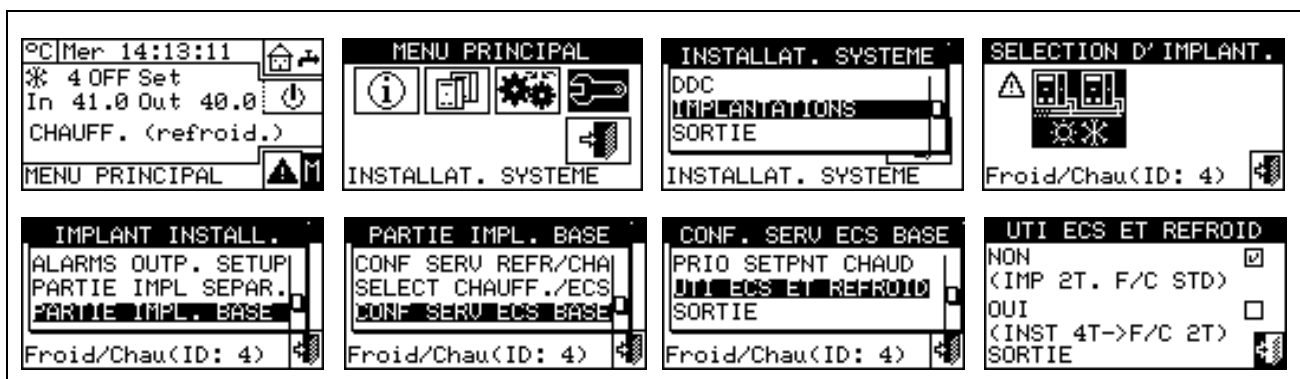 ºC Mer 14:13:11
4 OFF Set
In 41.0 Out 40.0
CHAUFF. (refroid.)
MENU PRINCIPAL M
MENU PRINCIPAL
INSTALLAT. SYSTEME
INSTALLAT. SYSTEME
DDC
IMPLANTATIONS
SORTIE
INSTALLAT. SYSTEME
SELECTION D'IMPLANT.
Froid/Chau(ID: 4)
IMPLANT INSTALL.
ALARMS OUTP. SETUP
PARTIE IMPL SEPAR.
PARTIE IMPL. BASE
Froid/Chau(ID: 4)
PARTIE IMPL. BASE
CONF SERV REFR/CHA
SELECT CHAUFF./ECS
CONF SERV ECS BASE
Froid/Chau(ID: 4)
CONF. SERV ECS BASE
PRIO SETPNT CHAUD
UTI ECS ET REFROID
SORTIE
Froid/Chau(ID: 4)
UTI ECS ET REFROID
NON
(IMP 2T. F/C STD)
OUI
(INST 4T->F/C 2T)
SORTIE